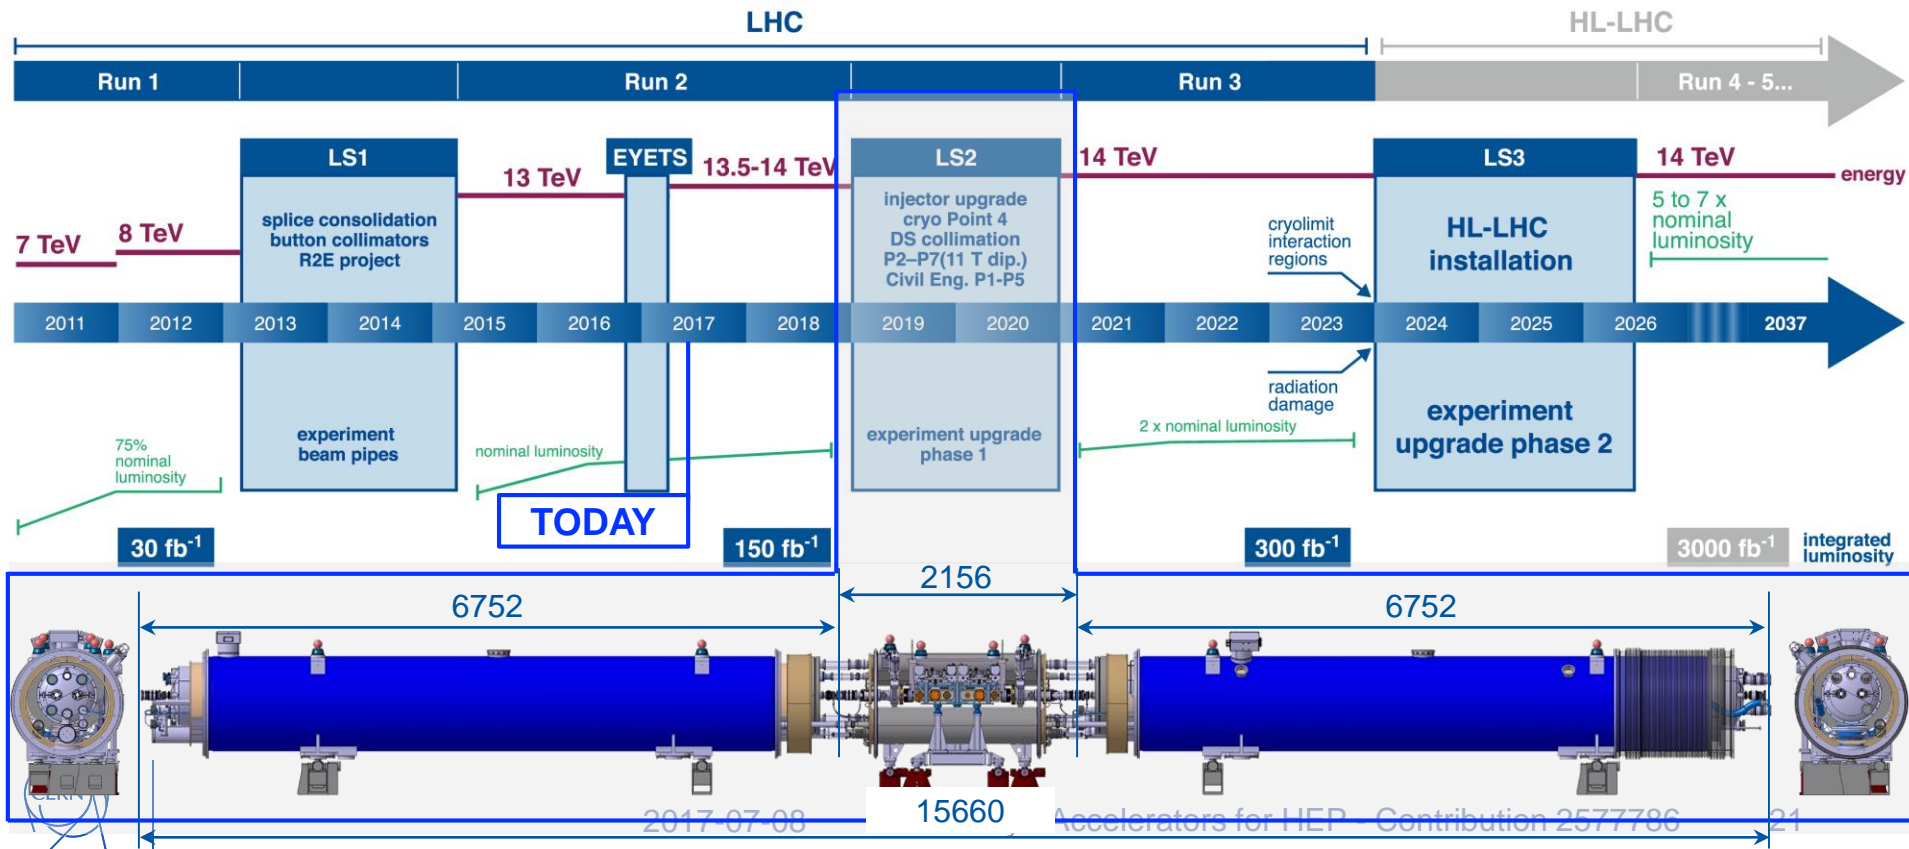 LHC
HL-LHC
Run 1
Run 2
Run 3
Run 4 - 5...
LS1
EYETS
LS2
LS3
7 TeV
8 TeV
13 TeV
13.5-14 TeV
14 TeV
14 TeV
energy
splice consolidation
button collimators
R2E project
injector upgrade
cryo Point 4
DS collimation
P2–P7(11 T dip.)
Civil Eng. P1-P5
cryolimit
interaction
regions
HL-LHC
installation
5 to 7 x
nominal
luminosity
2011 2012 2013 2014 2015 2016 2017 2018 2019 2020 2021 2022 2023 2024 2025 2026 2037
radiation
damage
75%
nominal
luminosity
experiment
beam pipes
nominal luminosity
experiment upgrade
phase 1
2 x nominal luminosity
experiment
upgrade phase 2
TODAY
30 fb-1
150 fb-1
300 fb-1
3000 fb-1
integrated
luminosity
6752
2156
6752
CERN
2017-07-08
15660
Accelerators for HEP - Contribution 2577786
21